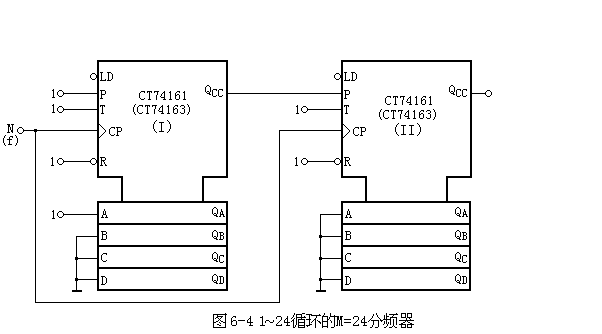 LD LD
1 P CT74161 QCC P CT74161 QCC
1 T (CT74163) 1 T (CT74163)
N (f) CP (I) CP (II)
1 R 1 R
1 A QA A QA
B QB B QB
C QC C QC
D QD D QD
图6-4 1~24循环的M=24分频器